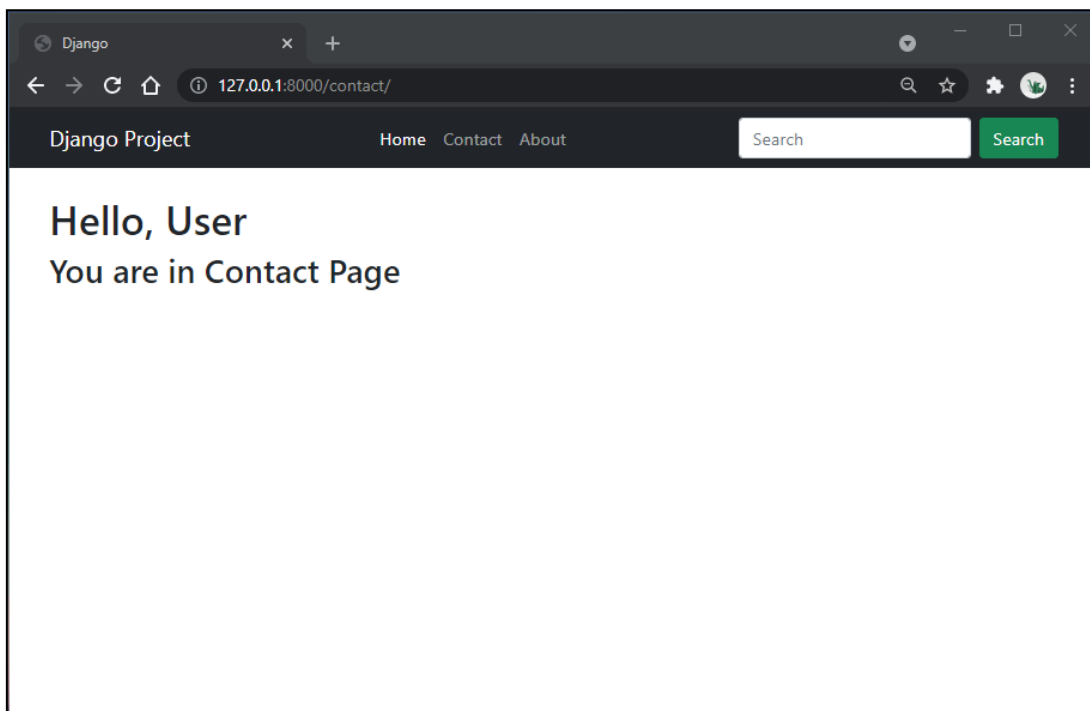 Django
127.0.0.1:8000/contact/
Django Project Home Contact About Search Search
Hello, User
You are in Contact Page